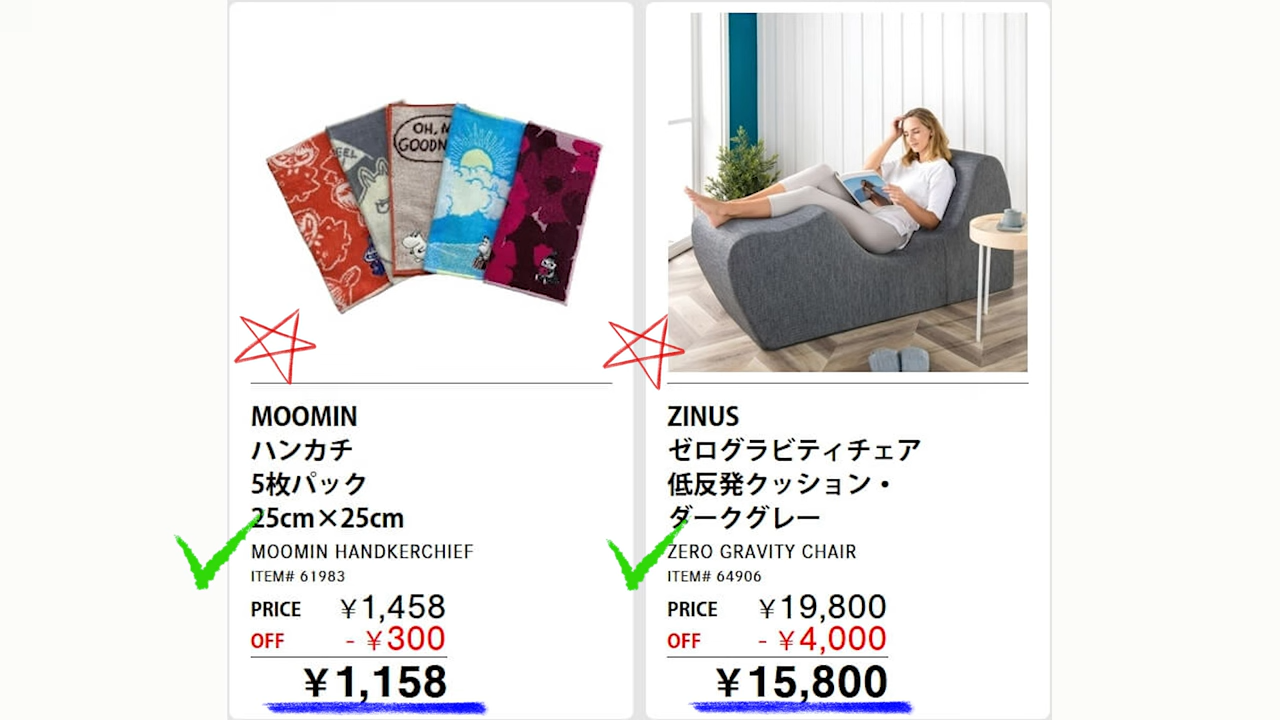 OH, M
GOODN
EEL
MOOMIN
ハンカチ
5枚パック
25cm×25cm
MOOMIN HANDKERCHIEF
ITEM# 61983
PRICE ¥1,458
OFF - ¥300
¥1,158
ZINUS
ゼログラビティチェア
低反発クッション・
ダークグレー
ZERO GRAVITY CHAIR
ITEM# 64906
PRICE ¥19,800
OFF - ¥4,000
¥15,800